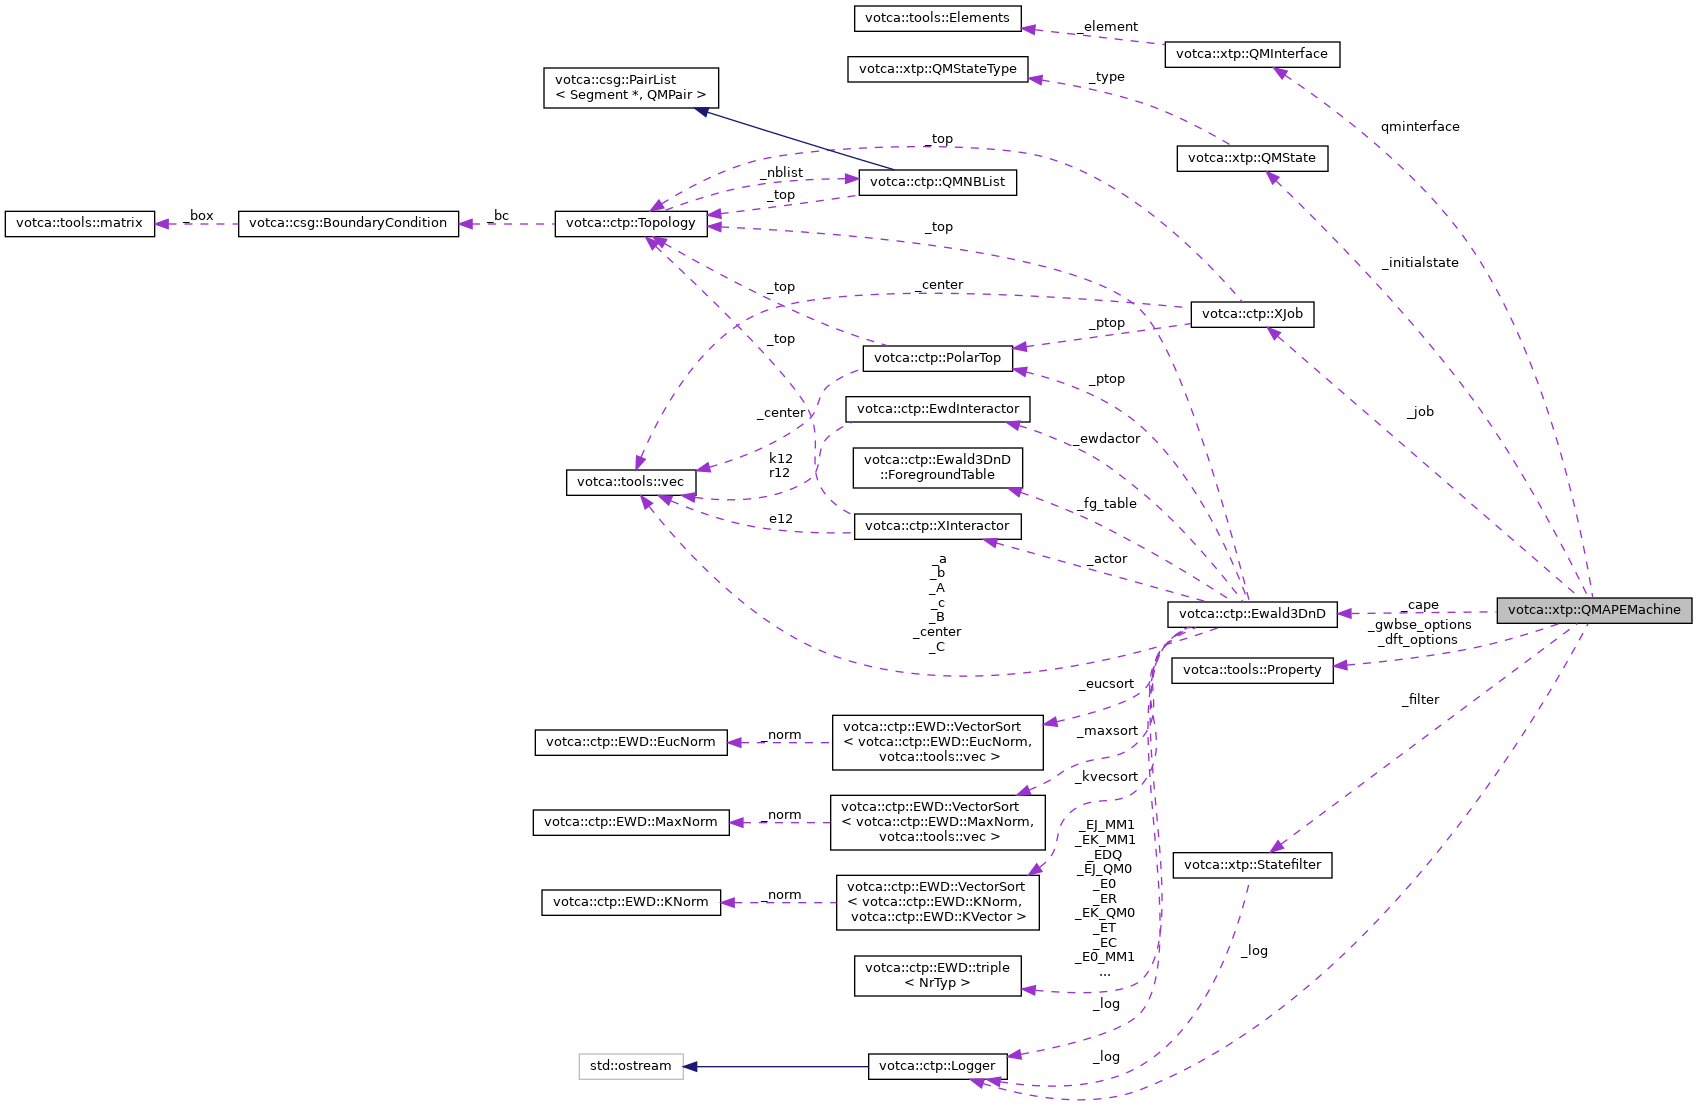 votca::tools::Elements
_element
votca::xtp::QMInterface
votca::xtp::QMStateType
_type
votca::csg::PairList
< Segment *, QMPair >
qminterface
_top
votca::xtp::QMState
_nblist
votca::ctp::QMNBList
_top
votca::tools::matrix
_box
votca::csg::BoundaryCondition
_bc
votca::ctp::Topology
_top
_initialstate
_top
_center
votca::ctp::XJob
_ptop
_top
votca::ctp::PolarTop
_ptop
_center
votca::ctp::EwdInteractor
_job
_ewdactor
k12
r12
votca::ctp::Ewald3DnD
::ForegroundTable
votca::tools::vec
_fg_table
e12
votca::ctp::XInteractor
_actor
_a
_b
_A
_c
_B
_center
_C
votca::ctp::Ewald3DnD
_cape
votca::xtp::QMAPEMachine
_gwbse_options
_dft_options
votca::tools::Property
_eucsort
_filter
votca::ctp::EWD::EucNorm
_norm
votca::ctp::EWD::VectorSort
< votca::ctp::EWD::EucNorm,
votca::tools::vec >
_maxsort
_kvecsort
votca::ctp::EWD::MaxNorm
_norm
votca::ctp::EWD::VectorSort
< votca::ctp::EWD::MaxNorm,
votca::tools::vec >
_EJ_MM1
_EK_MM1
_EDQ
_EJ_QM0
_E0
_ER
_EK_QM0
_ET
_EC
_E0_MM1
...
votca::xtp::Statefilter
votca::ctp::EWD::KNorm
_norm
votca::ctp::EWD::VectorSort
< votca::ctp::EWD::KNorm,
votca::ctp::EWD::KVector >
_log
votca::ctp::EWD::triple
< NrTyp >
_log
_log
std::ostream
votca::ctp::Logger